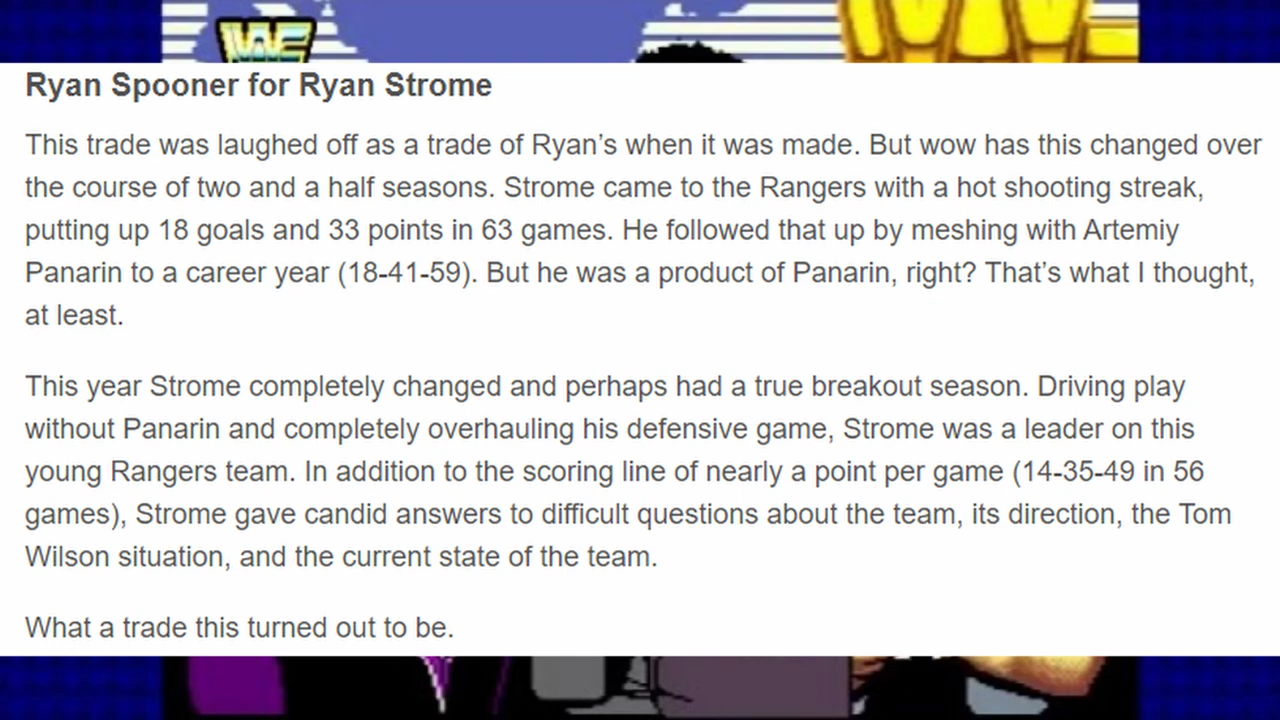 WF
Ryan Spooner for Ryan Strome
This trade was laughed off as a trade of Ryan’s when it was made. But wow has this changed over
the course of two and a half seasons. Strome came to the Rangers with a hot shooting streak,
putting up 18 goals and 33 points in 63 games. He followed that up by meshing with Artemiy
Panarin to a career year (18-41-59). But he was a product of Panarin, right? That’s what I thought,
at least.
This year Strome completely changed and perhaps had a true breakout season. Driving play
without Panarin and completely overhauling his defensive game, Strome was a leader on this
young Rangers team. In addition to the scoring line of nearly a point per game (14-35-49 in 56
games), Strome gave candid answers to difficult questions about the team, its direction, the Tom
Wilson situation, and the current state of the team.
What a trade this turned out to be.